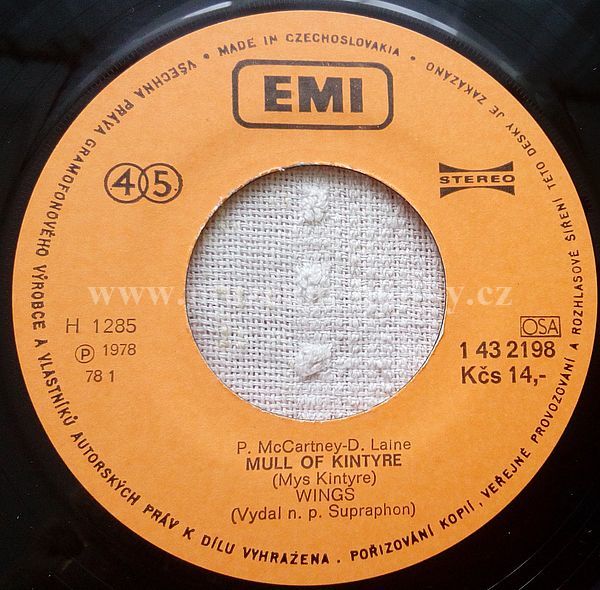 VŠECHNA PRÁVA GRAMOFONOVÉHO VÝROBCE A VLASTNÍKŮ AUTORSKÝCH PRÁV K DÍLU VYHRAŽENA. POŘIZOVÁNÍ KOPIÍ, VEŘEJNÉ PROVOZOVÁNÍ A ROZHLASOVÉ ŠÍŘENÍ TÉTO DESKY JE ZAKÁZÁNO • MADE IN CZECHOSLOVAKIA •
EMI
45
STEREO
H 1285
Ⓟ 1978
78 1
OSA
1 43 2198
Kčs 14,-
P. McCartney-D. Laine
MULL OF KINTYRE
(Mys Kintyre)
WINGS
(Vydal n. p. Supraphon)